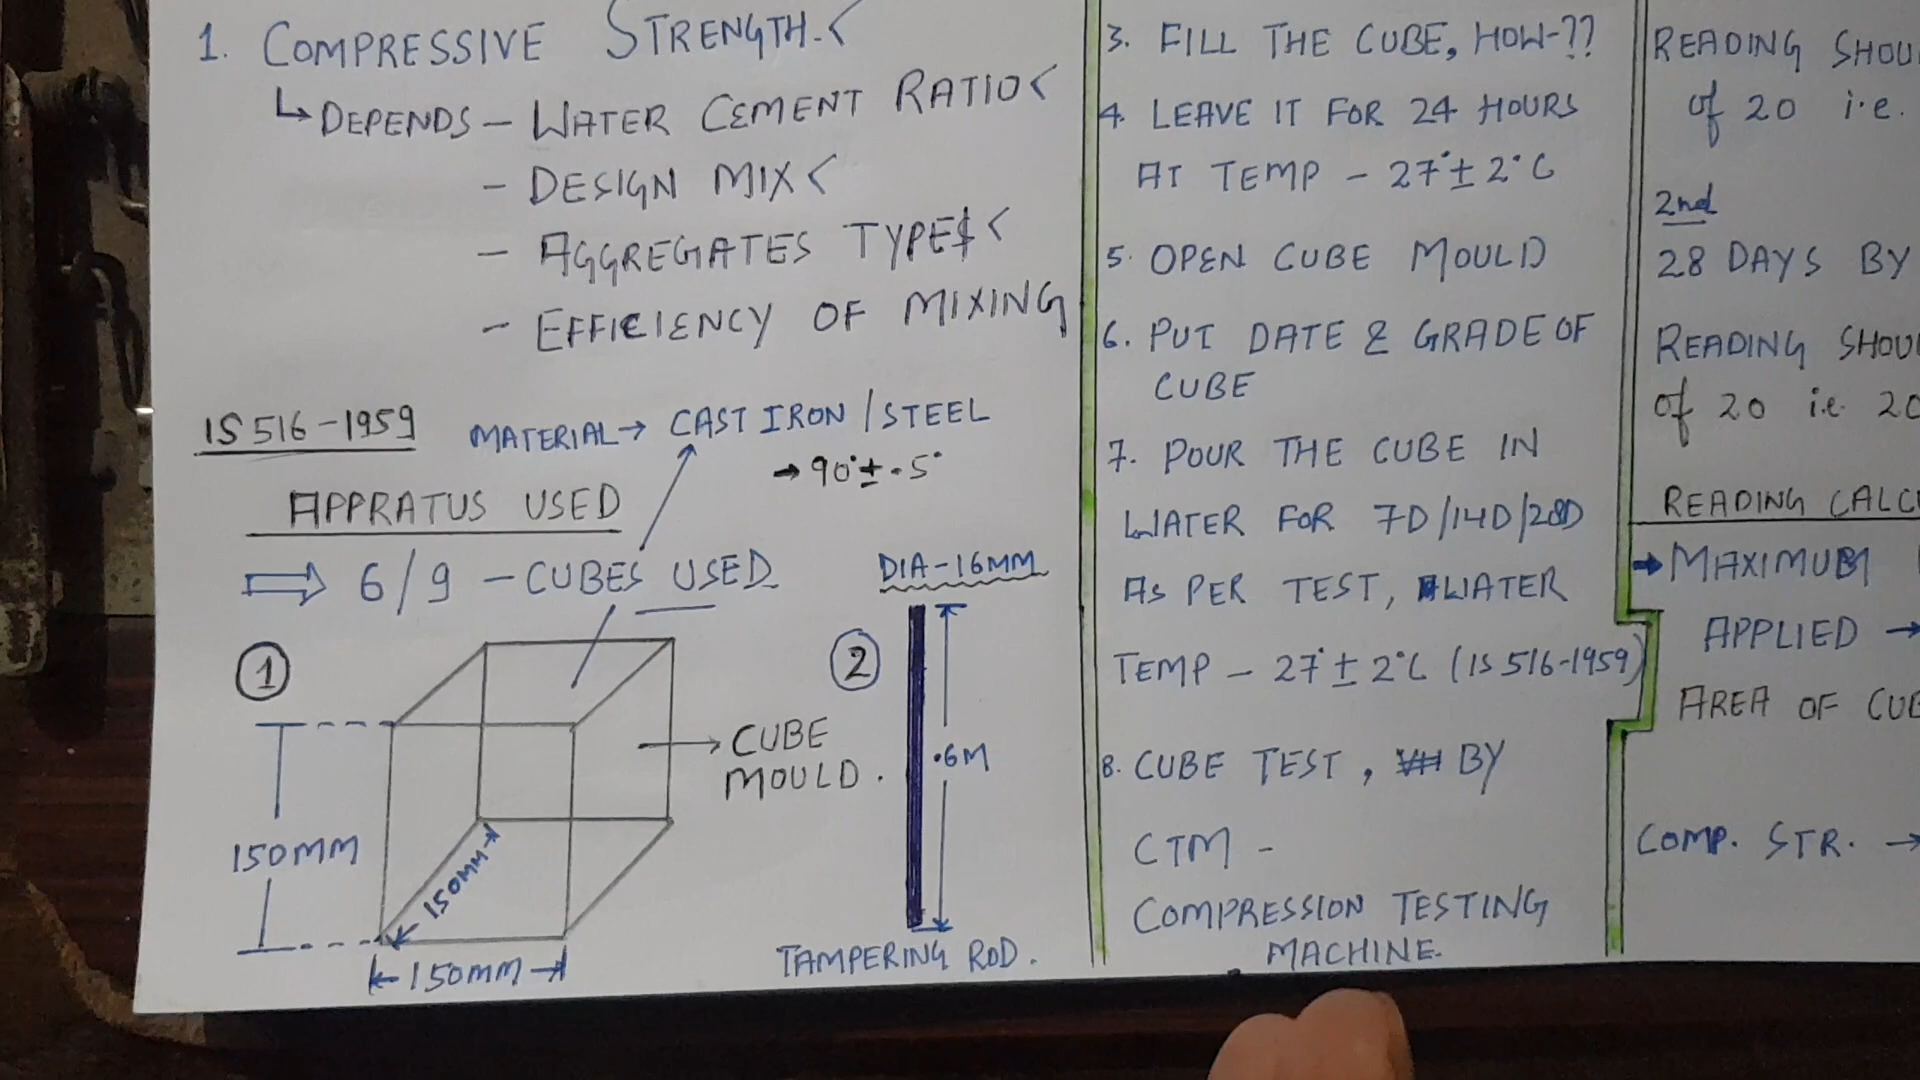 1. COMPRESSIVE STRENGTH.<
↳ DEPENDS - WATER CEMENT RATIO<
- DESIGN MIX<
- AGGREGATES TYPES<
- EFFICIENCY OF MIXING
IS 516-1959
MATERIAL → CAST IRON / STEEL
→ 90°± .5°
APPRATUS USED
⇒ 6/9 - CUBES USED
1
150MM
150MM
150MM
→ CUBE
MOULD.
2
DIA-16MM
.6M
TAMPERING ROD.
3. FILL THE CUBE, HOW-??
4. LEAVE IT FOR 24 HOURS
AT TEMP - 27°± 2°C
5. OPEN CUBE MOULD
6. PUT DATE & GRADE OF
CUBE
7. POUR THE CUBE IN
WATER FOR 7D/14D/28D
AS PER TEST, WATER
TEMP - 27°± 2°C (IS 516-1959)
8. CUBE TEST, BY
CTM -
COMPRESSION TESTING
MACHINE.
READING SHOU
of 20 i.e.
2nd
28 DAYS BY
READING SHOU
of 20 i.e. 20
READING CALC
→ MAXIMUM
APPLIED →
AREA OF CUB
COMP. STR. →